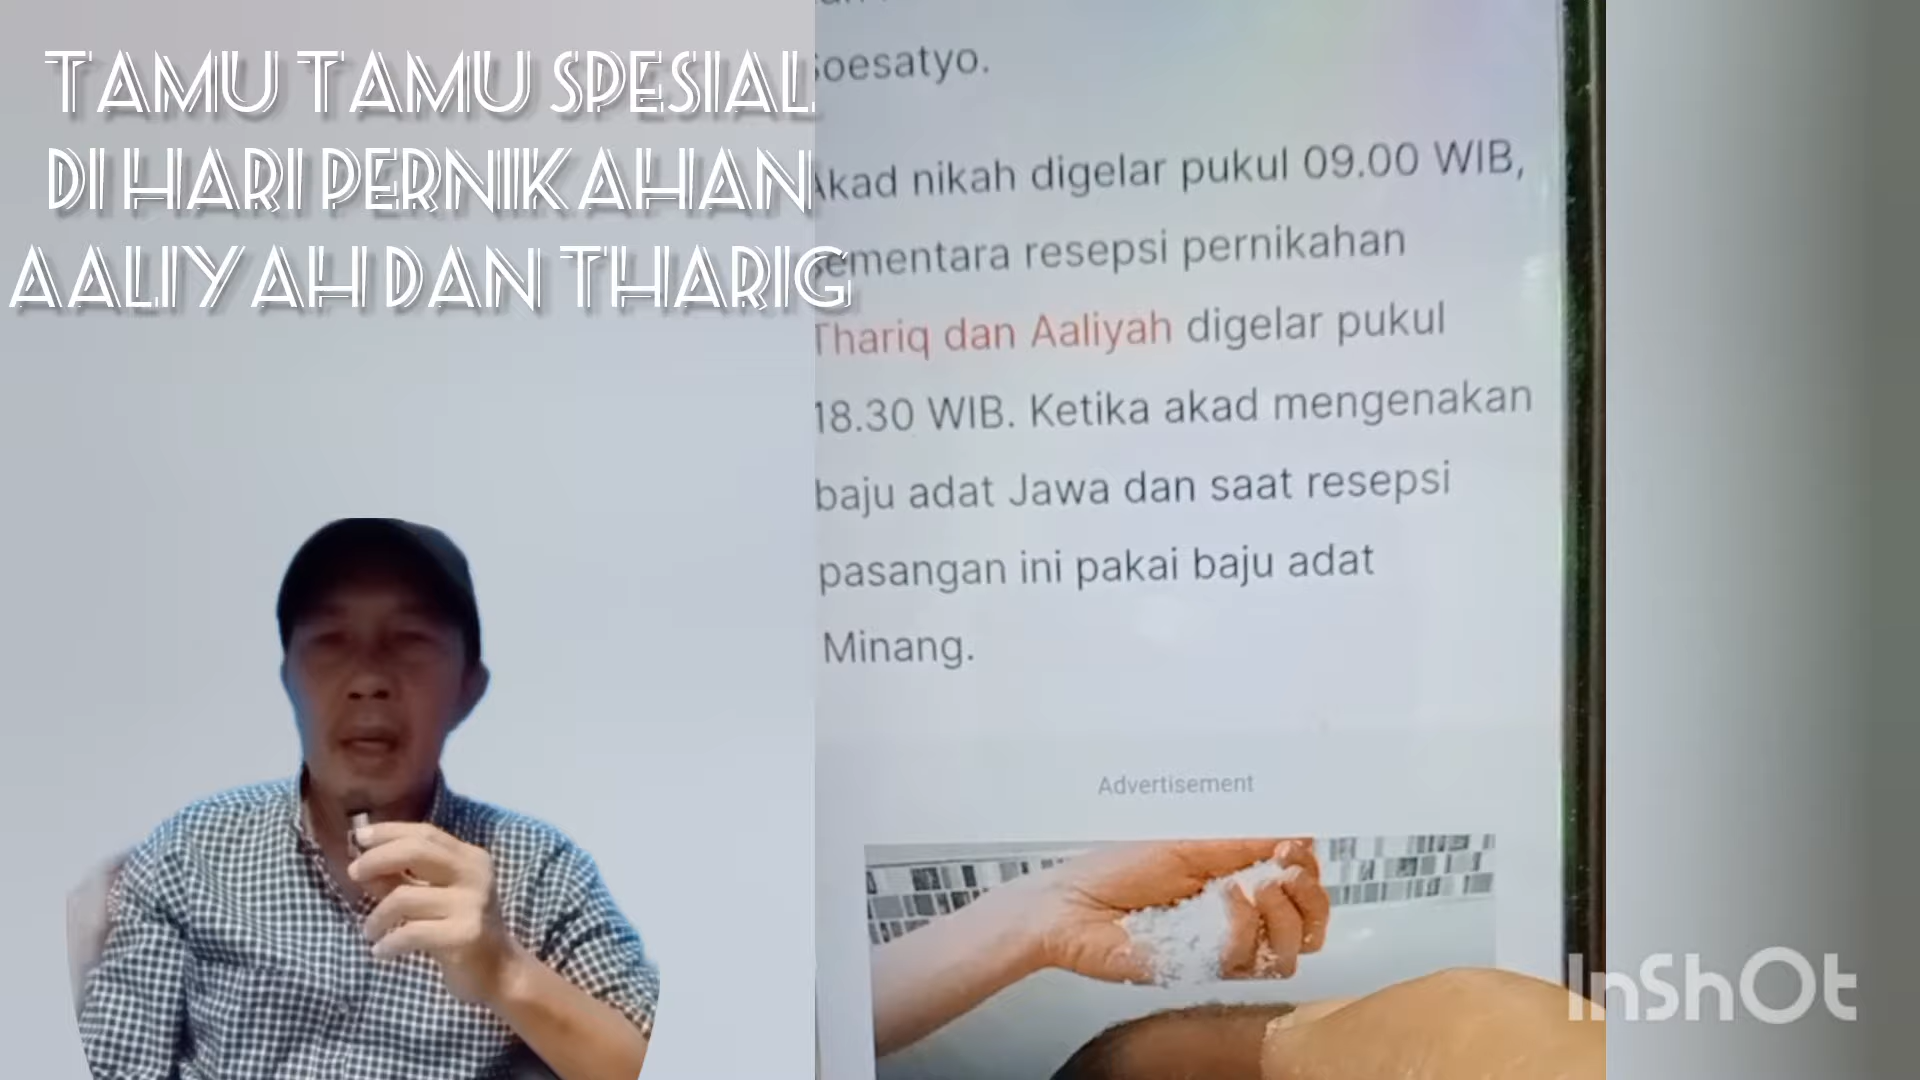 TAMU TAMU SPESIAL
DI HARI PERNIKAHAN
AALIYAH DAN THARIG
Soesatyo.
Akad nikah digelar pukul 09.00 WIB,
sementara resepsi pernikahan
Thariq dan Aaliyah digelar pukul
18.30 WIB. Ketika akad mengenakan
baju adat Jawa dan saat resepsi
pasangan ini pakai baju adat
Minang.
Advertisement
InShOt